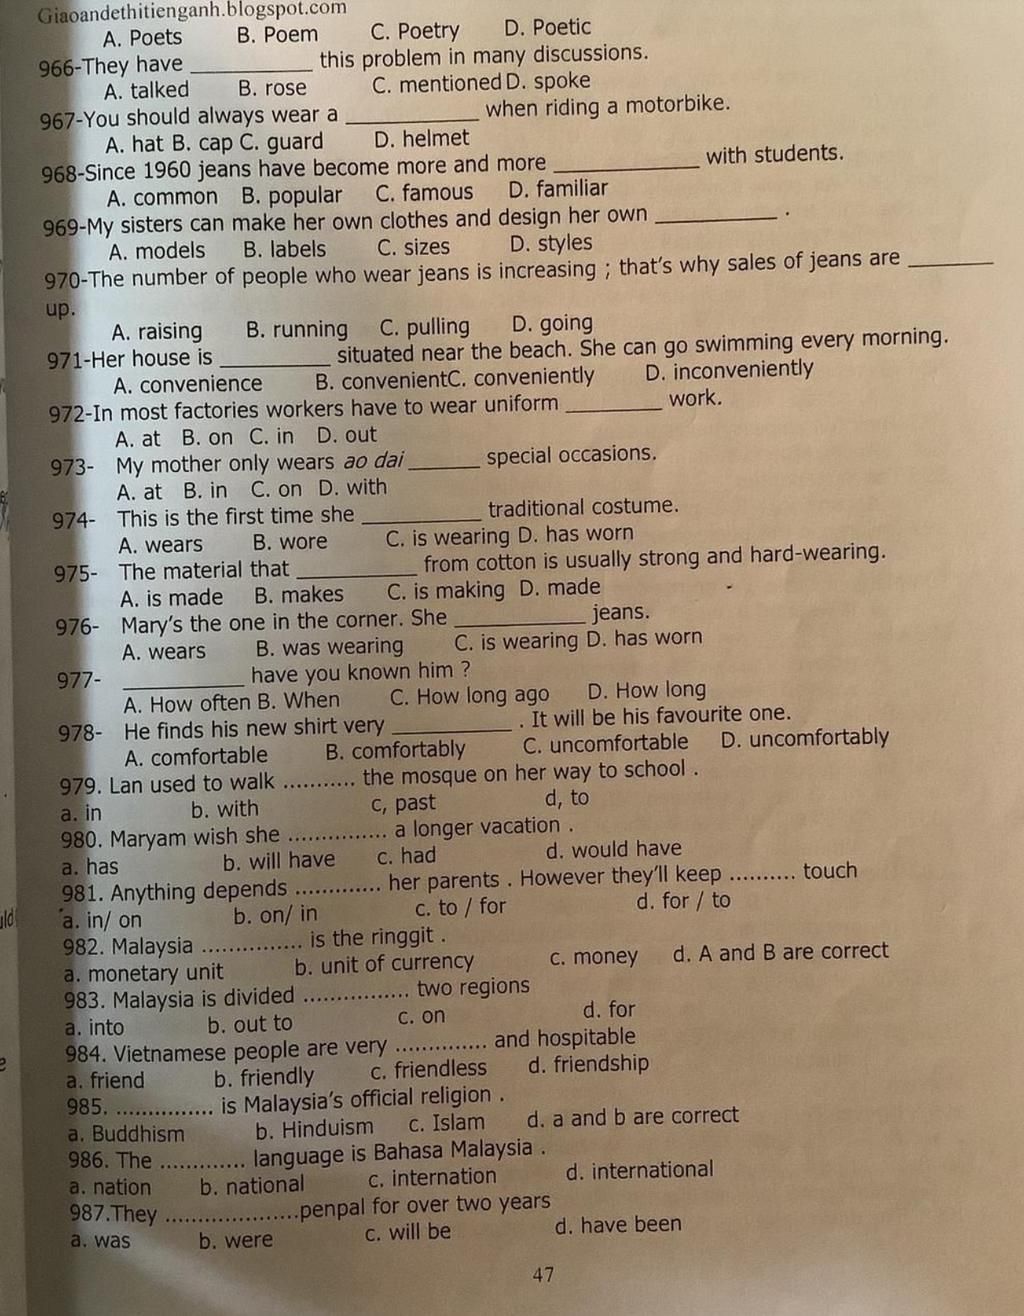 Giaoandethitienganh.blogspot.com
A. Poets B. Poem C. Poetry D. Poetic
966-They have ____________ this problem in many discussions.
A. talked B. rose C. mentioned D. spoke
967-You should always wear a _____________ when riding a motorbike.
A. hat B. cap C. guard D. helmet
968-Since 1960 jeans have become more and more ______________ with students.
A. common B. popular C. famous D. familiar
969-My sisters can make her own clothes and design her own ____________ .
A. models B. labels C. sizes D. styles
970-The number of people who wear jeans is increasing ; that's why sales of jeans are ________
up.
A. raising B. running C. pulling D. going
971-Her house is ___________ situated near the beach. She can go swimming every morning.
A. convenience B. convenientC. conveniently D. inconveniently
972-In most factories workers have to wear uniform _________ work.
A. at B. on C. in D. out
973- My mother only wears ao dai _______ special occasions.
A. at B. in C. on D. with
974- This is the first time she ____________ traditional costume.
A. wears B. wore C. is wearing D. has worn
975- The material that ____________ from cotton is usually strong and hard-wearing.
A. is made B. makes C. is making D. made
976- Mary's the one in the corner. She _____________ jeans.
A. wears B. was wearing C. is wearing D. has worn
977- ____________ have you known him ?
A. How often B. When C. How long ago D. How long
978- He finds his new shirt very ____________ . It will be his favourite one.
A. comfortable B. comfortably C. uncomfortable D. uncomfortably
979. Lan used to walk ........... the mosque on her way to school .
a. in b. with c, past d, to
980. Maryam wish she ............... a longer vacation .
a. has b. will have c. had d. would have
981. Anything depends ............. her parents . However they'll keep .......... touch
a. in/ on b. on/ in c. to / for d. for / to
982. Malaysia ............... is the ringgit .
a. monetary unit b. unit of currency c. money d. A and B are correct
983. Malaysia is divided ................ two regions
a. into b. out to c. on d. for
984. Vietnamese people are very .............. and hospitable
a. friend b. friendly c. friendless d. friendship
985. ............... is Malaysia's official religion .
a. Buddhism b. Hinduism c. Islam d. a and b are correct
986. The ............. language is Bahasa Malaysia .
a. nation b. national c. internation d. international
987.They ....................penpal for over two years
a. was b. were c. will be d. have been
47